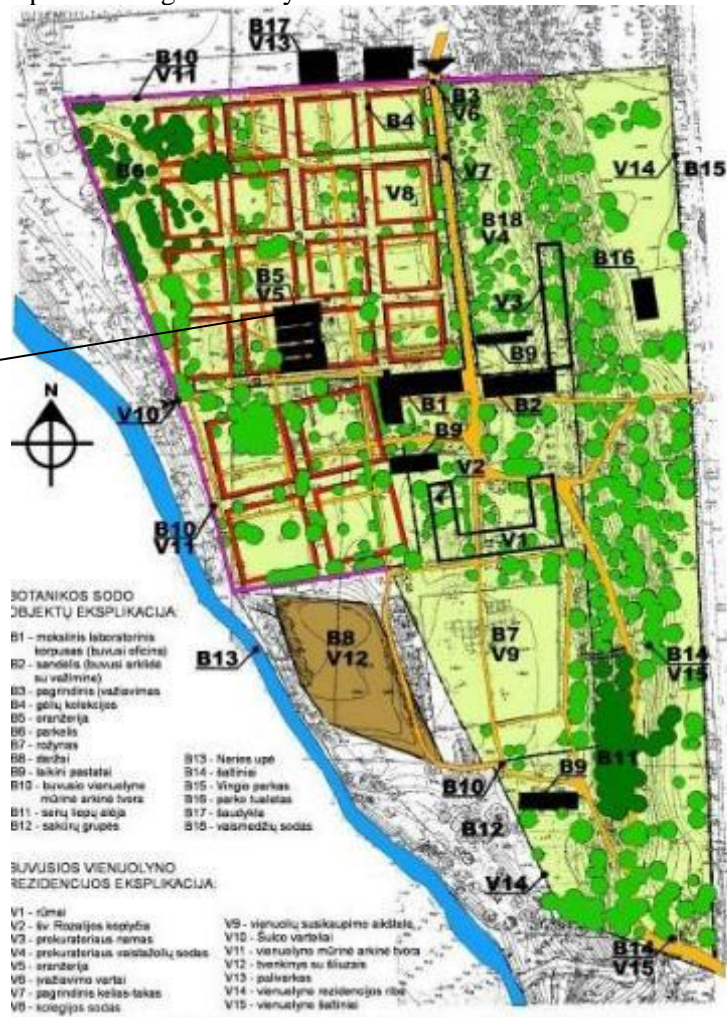 B17
V13
B10
V11
B3
V6
B4
B6
V7
V14
B15
V8
B18
V4
B5
V5
B16
V3
B9
N
V10
B1
B2
B9
V2
B10
V11
V1
B8
V12
B7
V9
B13
B14
V15
B11
B10
B9
B12
V14
B14
V15
BOTANIKOS SODO
OBJEKTŲ EKSPLIKACIJA:
B1 - mokslinis laboratorinis
korpusas (buvusi oficina)
B2 - sandėlis (buvusi arklidė
su važinine)
B3 - pagrindinis įvažiavimas
B4 - gėlių kolekcijos
B5 - oranžerija
B6 - parkelis
B7 - rožynas
B8 - daržai
B9 - laikini pastatai
B10 - buvusio vienuolyno
mūrinė arkinė tvora
B11 - senų liepų alėja
B12 - sakūrų grupės
B13 - Neries upė
B14 - šaltiniai
B15 - Vingio parkas
B16 - parko tualetas
B17 - šaudykla
B18 - vaismedžių sodas
BUVUSIOS VIENUOLYNO
REZIDENCIJOS EKSPLIKACIJA:
V1 - rūmai
V2 - šv. Rozalijos koplyčia
V3 - prokuratoriaus namas
V4 - prokuratoriaus vaistažolių sodas
V5 - oranžerija
V6 - įvažiavimo vartai
V7 - pagrindinis kelias-takas
V8 - kolegijos sodas
V9 - vienuolių susikaupimo aikštelė
V10 - Šulco varteliai
V11 - vienuolyno mūrinė arkinė tvora
V12 - tvenkinys su šliuzais
V13 - palivarkas
V14 - vienuolyno rezidencijos riba
V15 - vienuolyno šaltiniai